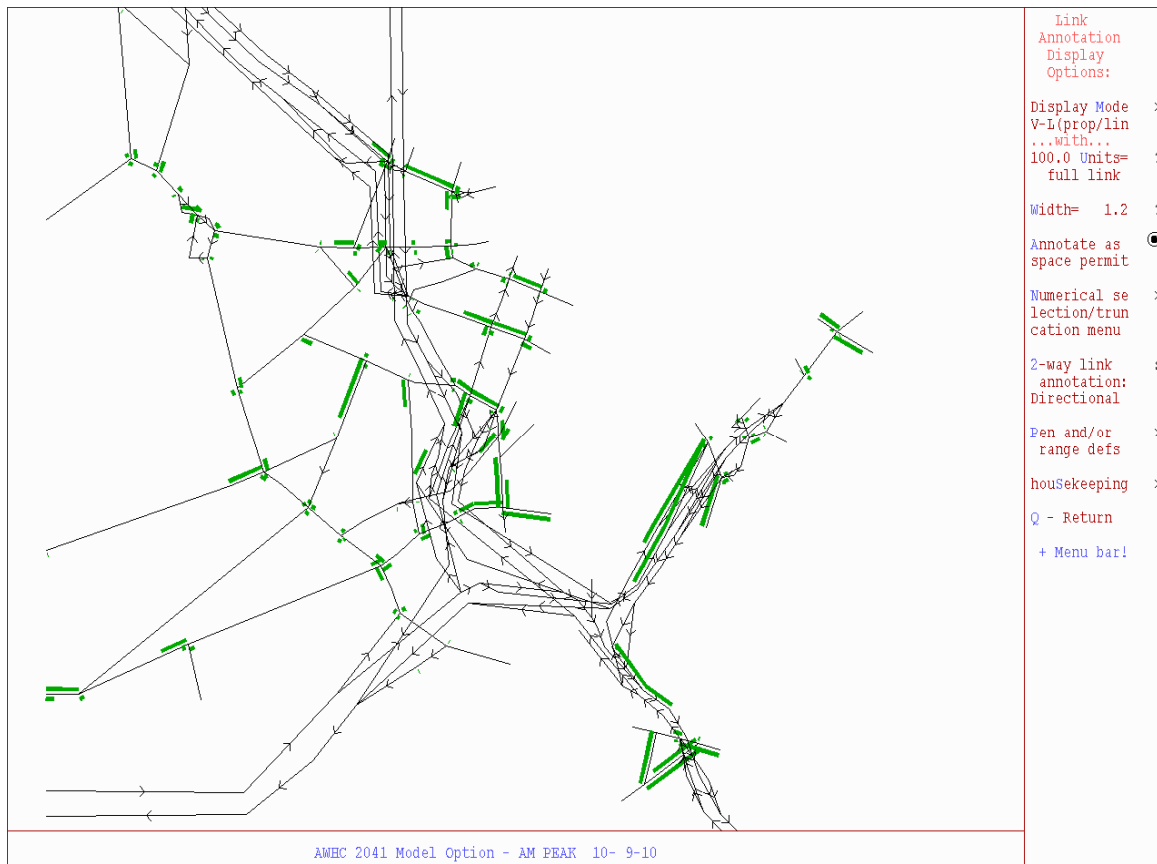 Link
Annotation
Display
Options:
Display Mode
V-L(prop/lin
...with...
100.0 Units=
full link
Width= 1.2
Annotate as
space permit
Numerical se
lection/trun
cation menu
2-way link
annotation:
Directional
Pen and/or
range defs
houSekeeping
Q - Return
+ Menu bar!
AWHC 2041 Model Option - AM PEAK 10- 9-10